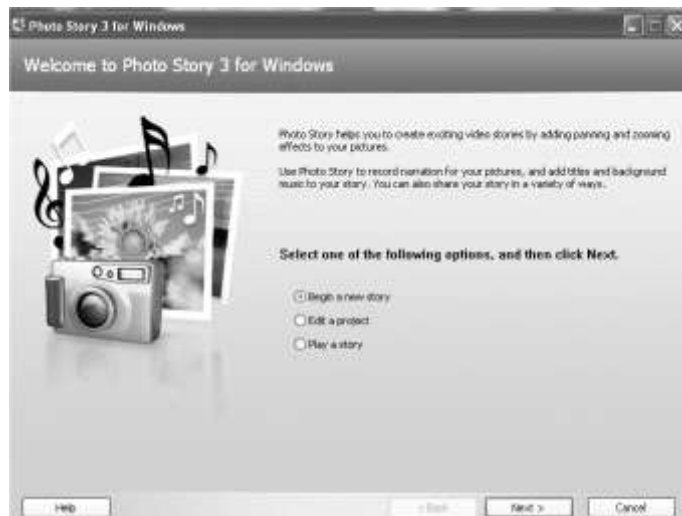 Photo Story 3 for Windows
Welcome to Photo Story 3 for Windows
Photo Story helps you to create exciting video stories by adding panning and zooming
effects to your pictures.
Use Photo Story to record narration for your pictures, and add titles and background
music to your story. You can also share your story in a variety of ways.
Select one of the following options, and then click Next.
Begin a new story
Edit a project
Play a story
Help
< Back
Next >
Cancel